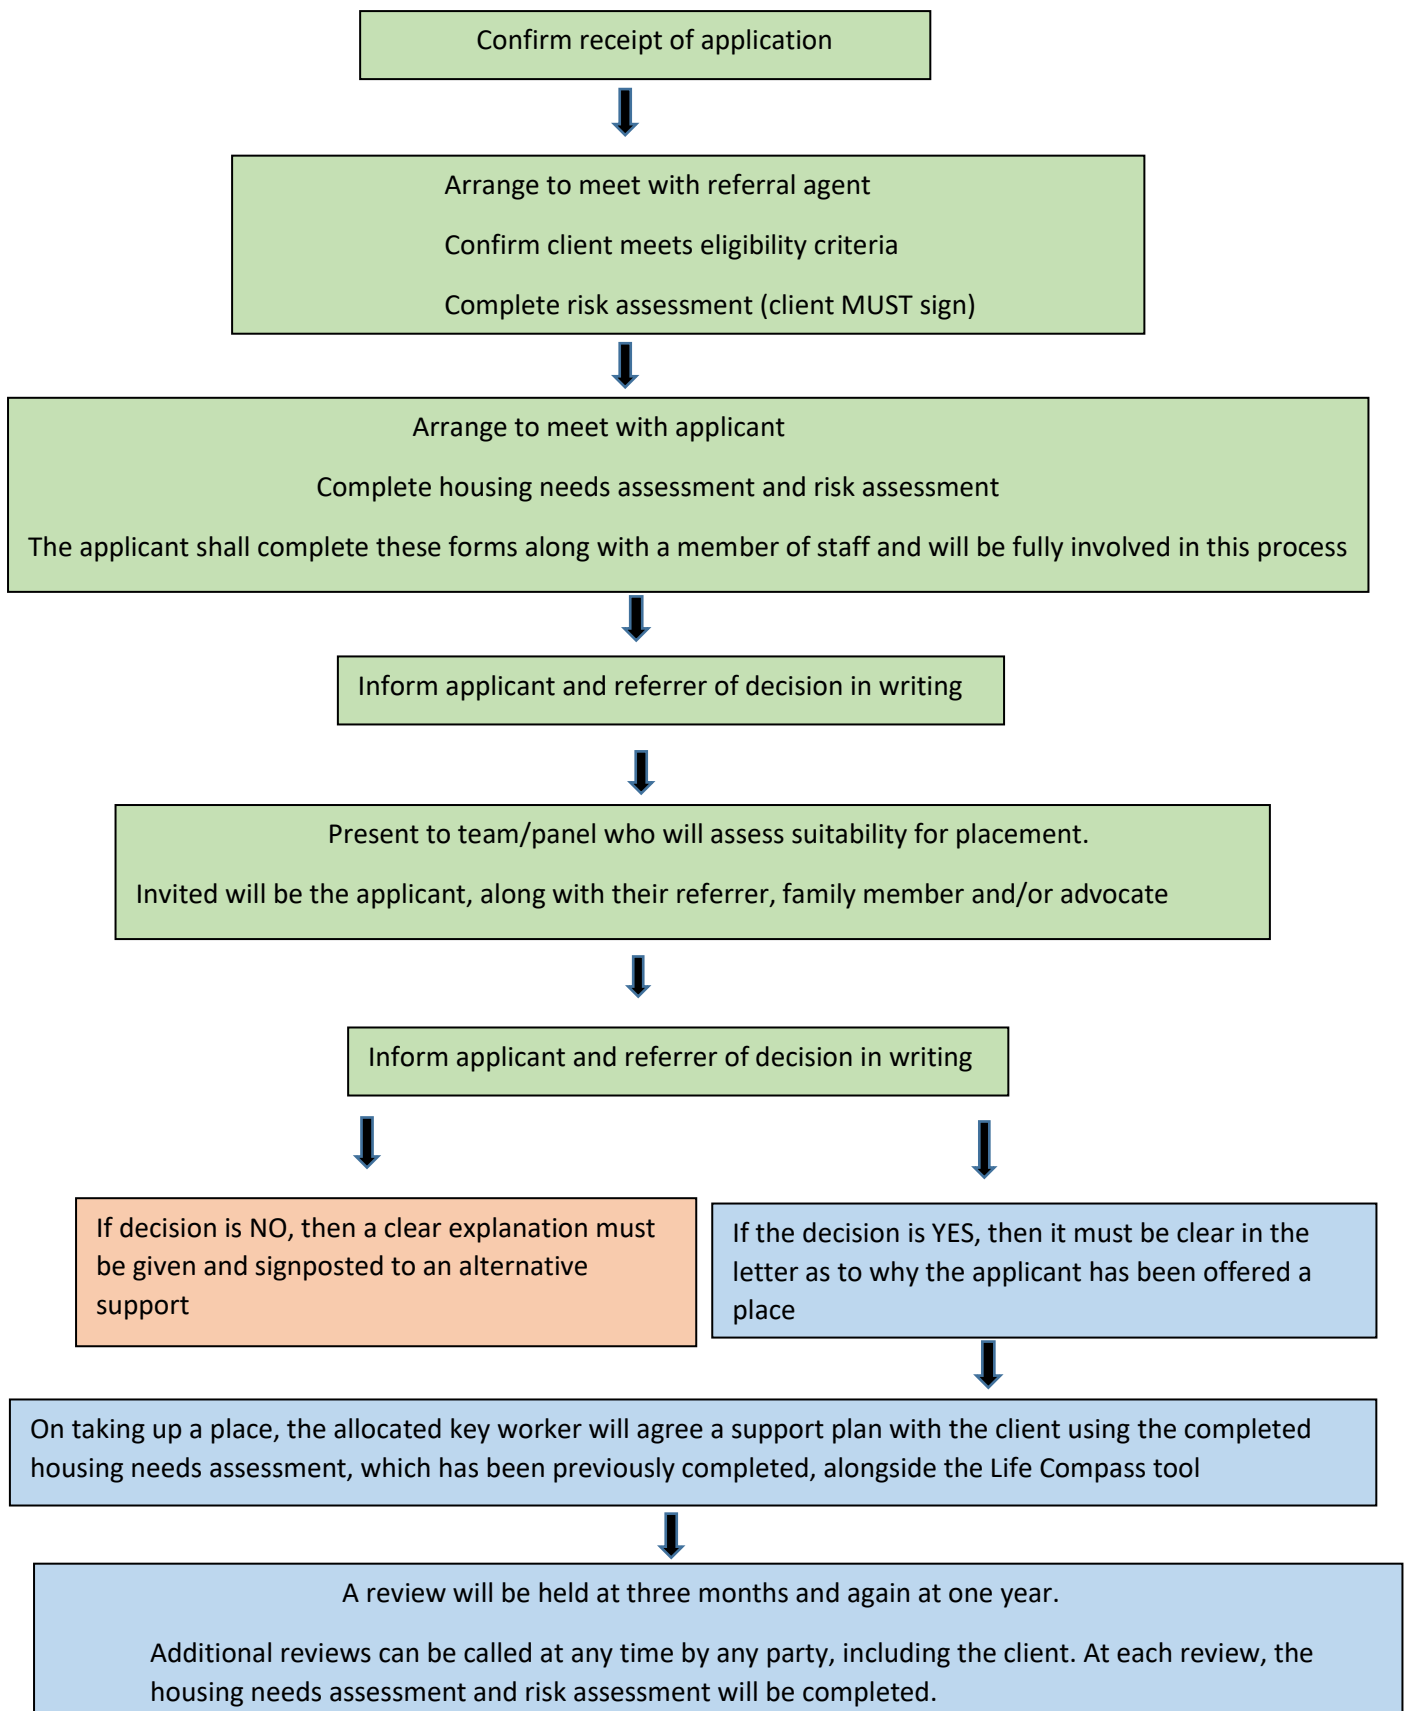 Confirm receipt of application
Arrange to meet with referral agent
Confirm client meets eligibility criteria
Complete risk assessment (client MUST sign)
Arrange to meet with applicant
Complete housing needs assessment and risk assessment
The applicant shall complete these forms along with a member of staff and will be fully involved in this process
Inform applicant and referrer of decision in writing
Present to team/panel who will assess suitability for placement.
Invited will be the applicant, along with their referrer, family member and/or advocate
Inform applicant and referrer of decision in writing
If decision is NO, then a clear explanation must
be given and signposted to an alternative
support
If the decision is YES, then it must be clear in the
letter as to why the applicant has been offered a
place
On taking up a place, the allocated key worker will agree a support plan with the client using the completed
housing needs assessment, which has been previously completed, alongside the Life Compass tool
A review will be held at three months and again at one year.
Additional reviews can be called at any time by any party, including the client. At each review, the
housing needs assessment and risk assessment will be completed.